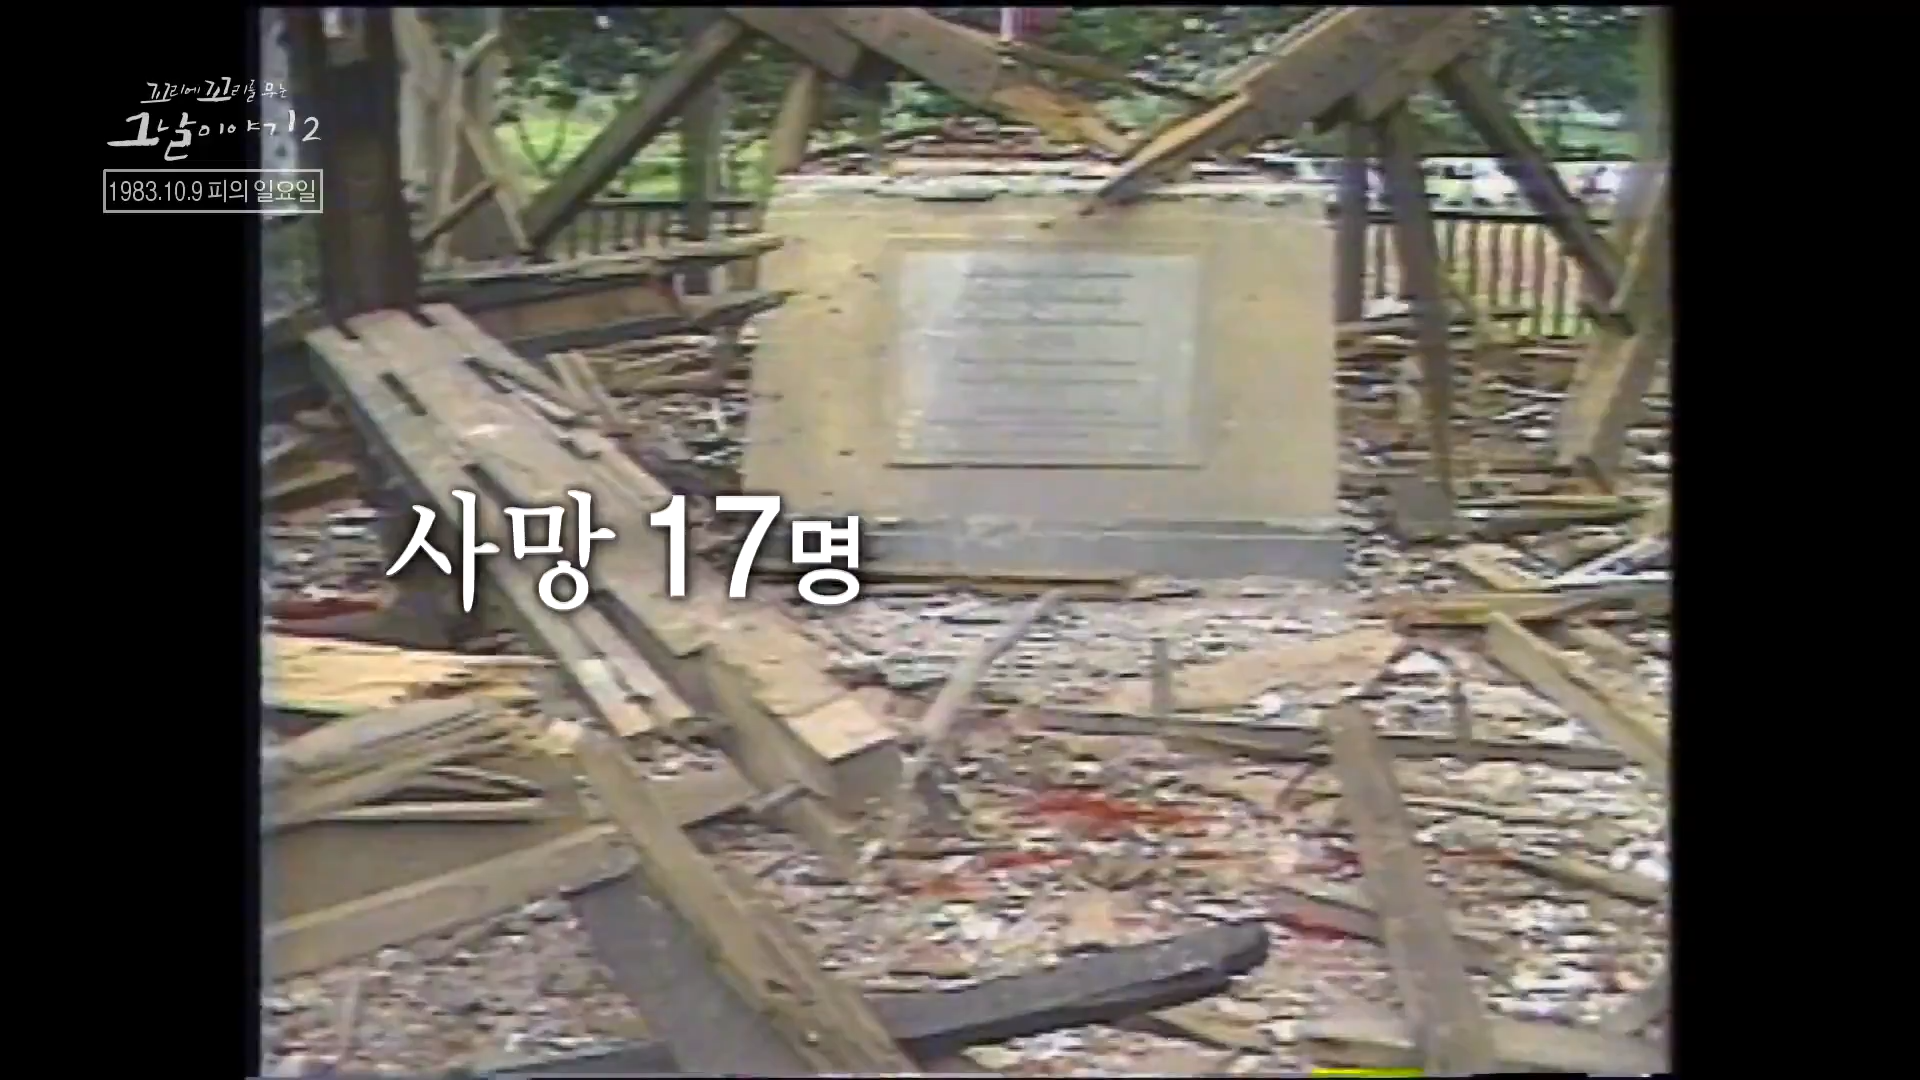 꼬리에 꼬리를 무는
그날 이야기 2
1983.10.9 피의 일요일
사망 17명